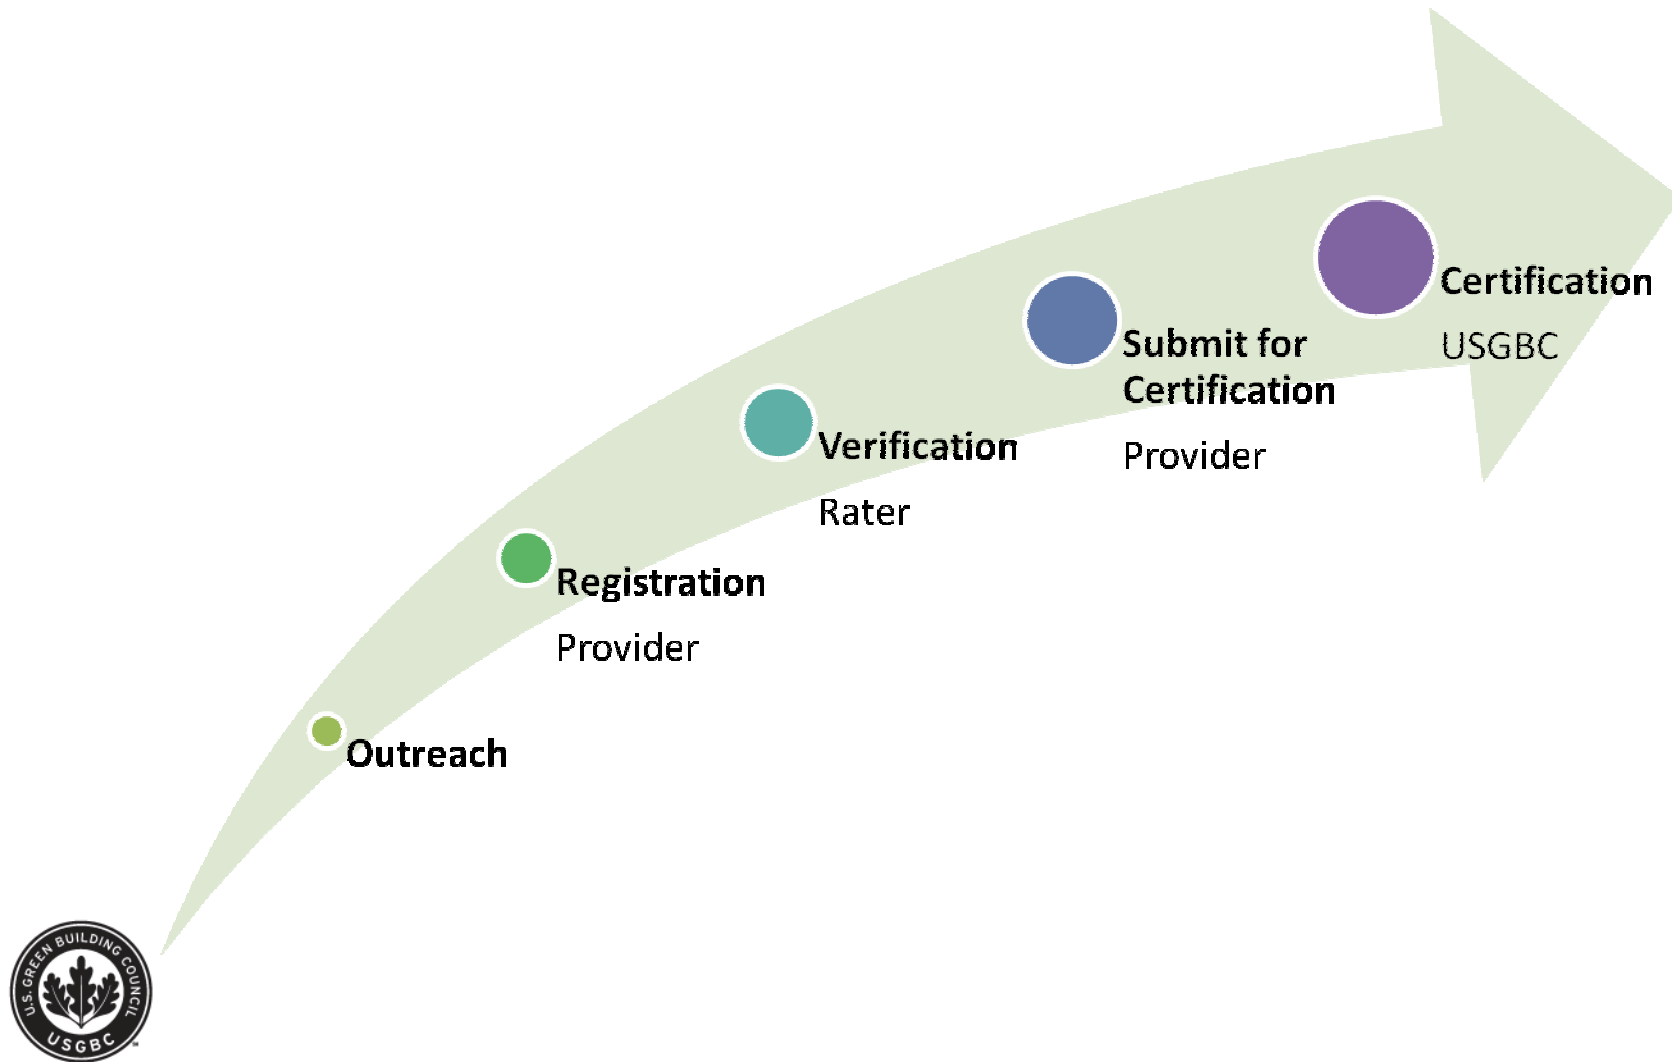 Certification
USGBC
Submit for
Certification
Provider
Verification
Rater
Registration
Provider
Outreach
U.S. GREEN BUILDING COUNCIL
USGBC